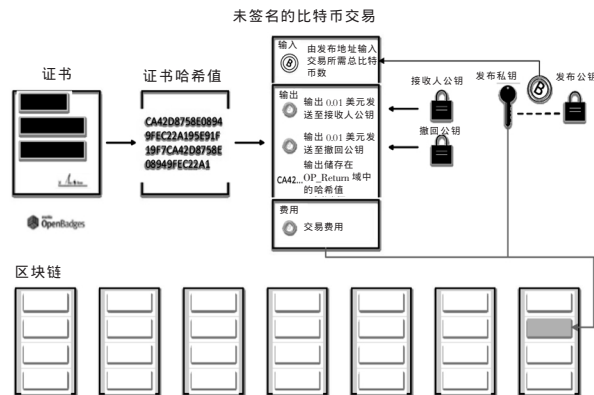 未签名的比特币交易
证书
证书哈希值
CA42D8758E0894
9FEC22A195E91F
19F7CA42D8758E
08949FEC22A1
OpenBadges
输入
由发布地址输入
交易所需总比特
币数
输出
输出 0.01 美元发
送至接收人公钥
输出 0.01 美元发
送至撤回公钥
输出储存在
CA42...
OP_Return 域中
的哈希值
费用
交易费用
接收人公钥
撤回公钥
发布私钥
发布公钥
区块链